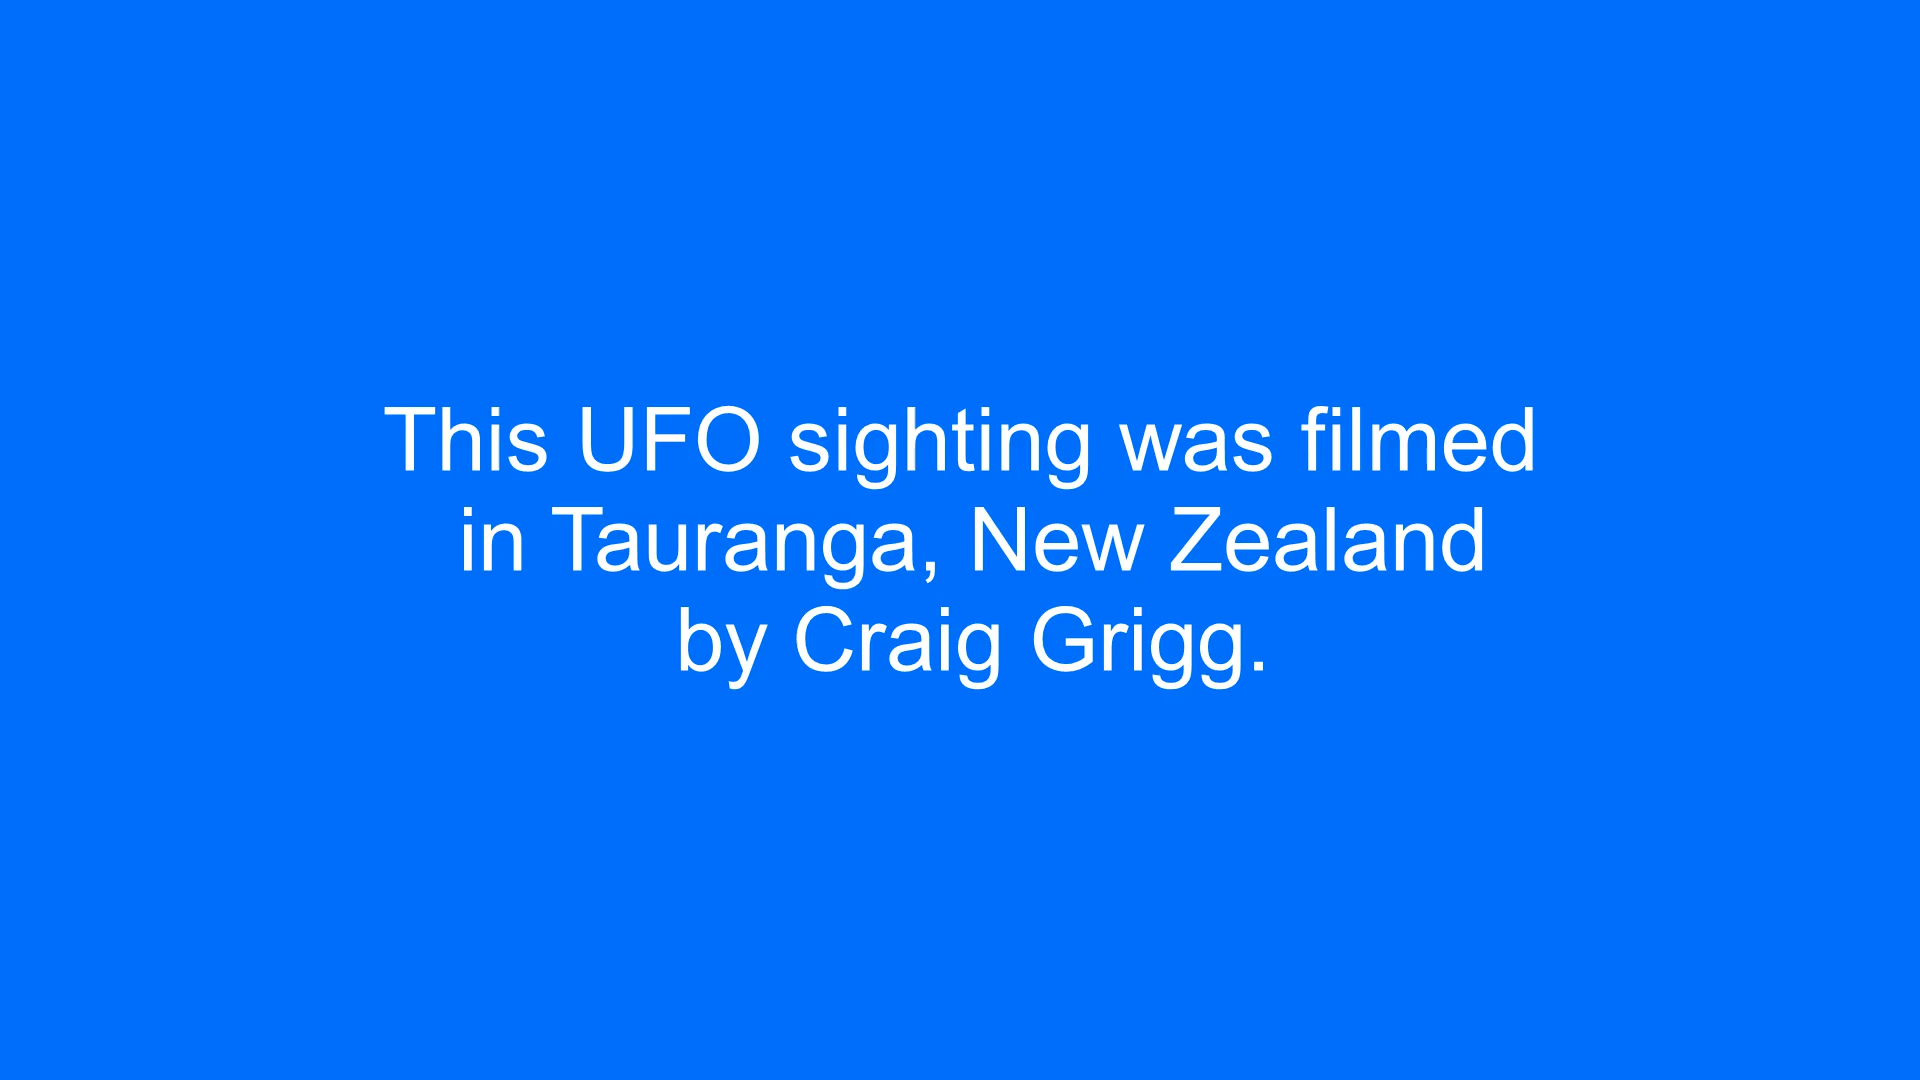 This UFO sighting was filmed
in Tauranga, New Zealand
by Craig Grigg.